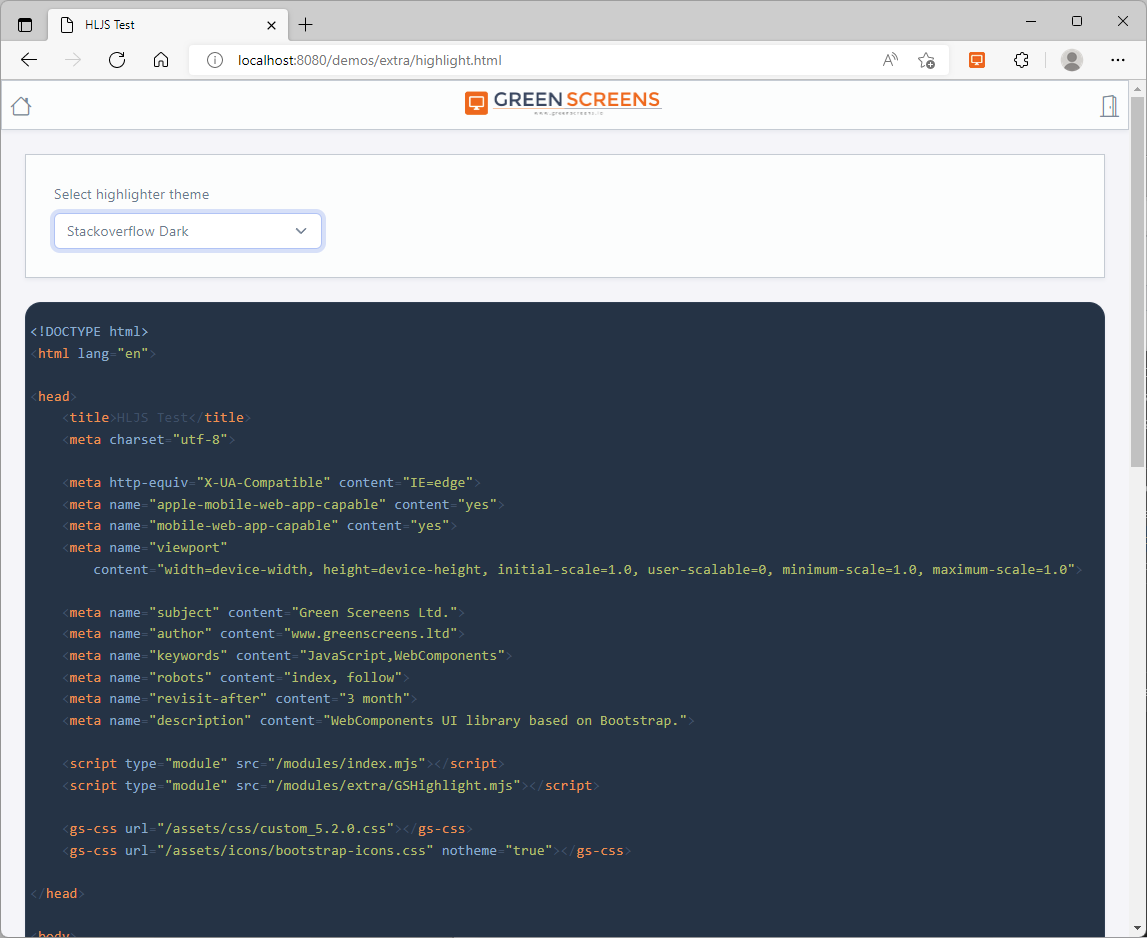 HLJS Test
localhost:8080/demos/extra/highlight.html
GREEN SCREENS
www.greenscreens.io
Select highlighter theme
Stackoverflow Dark
<!DOCTYPE html>
<html lang="en">
<head>
<title>HLJS Test</title>
<meta charset="utf-8">
<meta http-equiv="X-UA-Compatible" content="IE=edge">
<meta name="apple-mobile-web-app-capable" content="yes">
<meta name="mobile-web-app-capable" content="yes">
<meta name="viewport"
content="width=device-width, height=device-height, initial-scale=1.0, user-scalable=0, minimum-scale=1.0, maximum-scale=1.0">
<meta name="subject" content="Green Scereens Ltd.">
<meta name="author" content="www.greenscreens.ltd">
<meta name="keywords" content="JavaScript,WebComponents">
<meta name="robots" content="index, follow">
<meta name="revisit-after" content="3 month">
<meta name="description" content="WebComponents UI library based on Bootstrap.">
<script type="module" src="/modules/index.mjs"></script>
<script type="module" src="/modules/extra/GSHighlight.mjs"></script>
<gs-css url="/assets/css/custom_5.2.0.css"></gs-css>
<gs-css url="/assets/icons/bootstrap-icons.css" notheme="true"></gs-css>
</head>
<body>